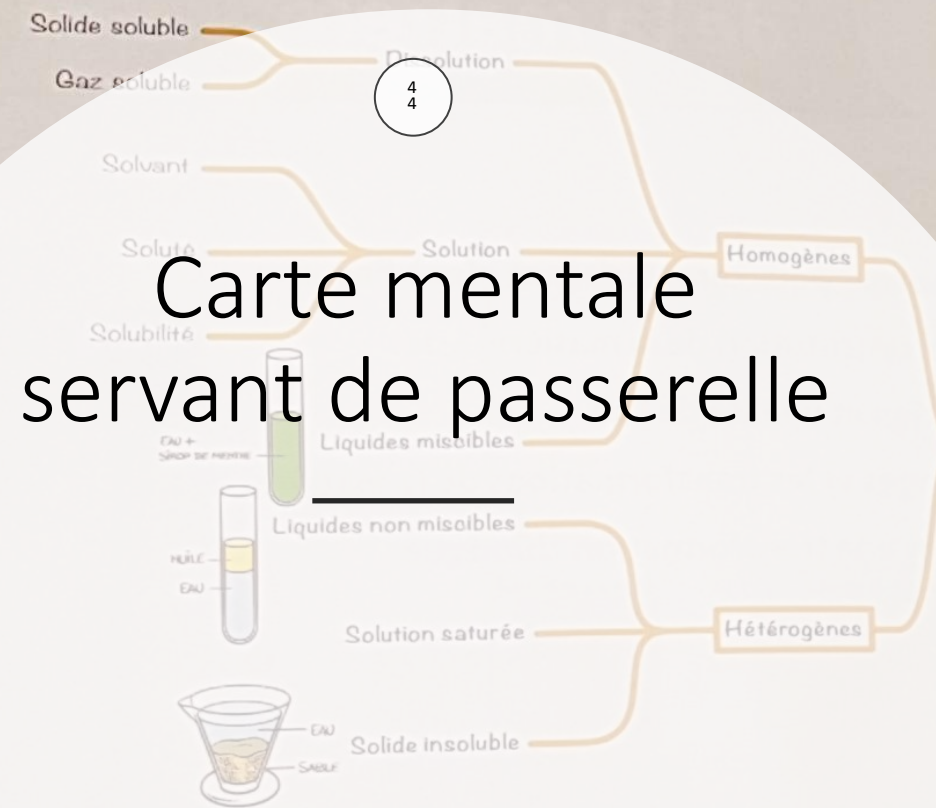 Solide soluble
Dissolution
Gaz soluble
4
4
Solvant
Soluté
Solution
Homogènes
Carte mentale
Solubilité
servant de passerelle
EAU +
SIROP DE MENTHE
Liquides miscibles
Liquides non miscibles
HUILE
EAU
Solution saturée
Hétérogènes
EAU
Solide insoluble
SABLE